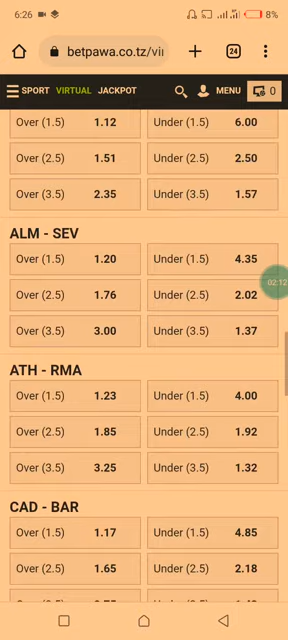 6:26 8%
betpawa.co.tz/vii 24
SPORT VIRTUAL JACKPOT MENU 0
Over (1.5) 1.12 Under (1.5) 6.00
Over (2.5) 1.51 Under (2.5) 2.50
Over (3.5) 2.35 Under (3.5) 1.57
ALM - SEV
Over (1.5) 1.20 Under (1.5) 4.35
02:12
Over (2.5) 1.76 Under (2.5) 2.02
Over (3.5) 3.00 Under (3.5) 1.37
ATH - RMA
Over (1.5) 1.23 Under (1.5) 4.00
Over (2.5) 1.85 Under (2.5) 1.92
Over (3.5) 3.25 Under (3.5) 1.32
CAD - BAR
Over (1.5) 1.17 Under (1.5) 4.85
Over (2.5) 1.65 Under (2.5) 2.18